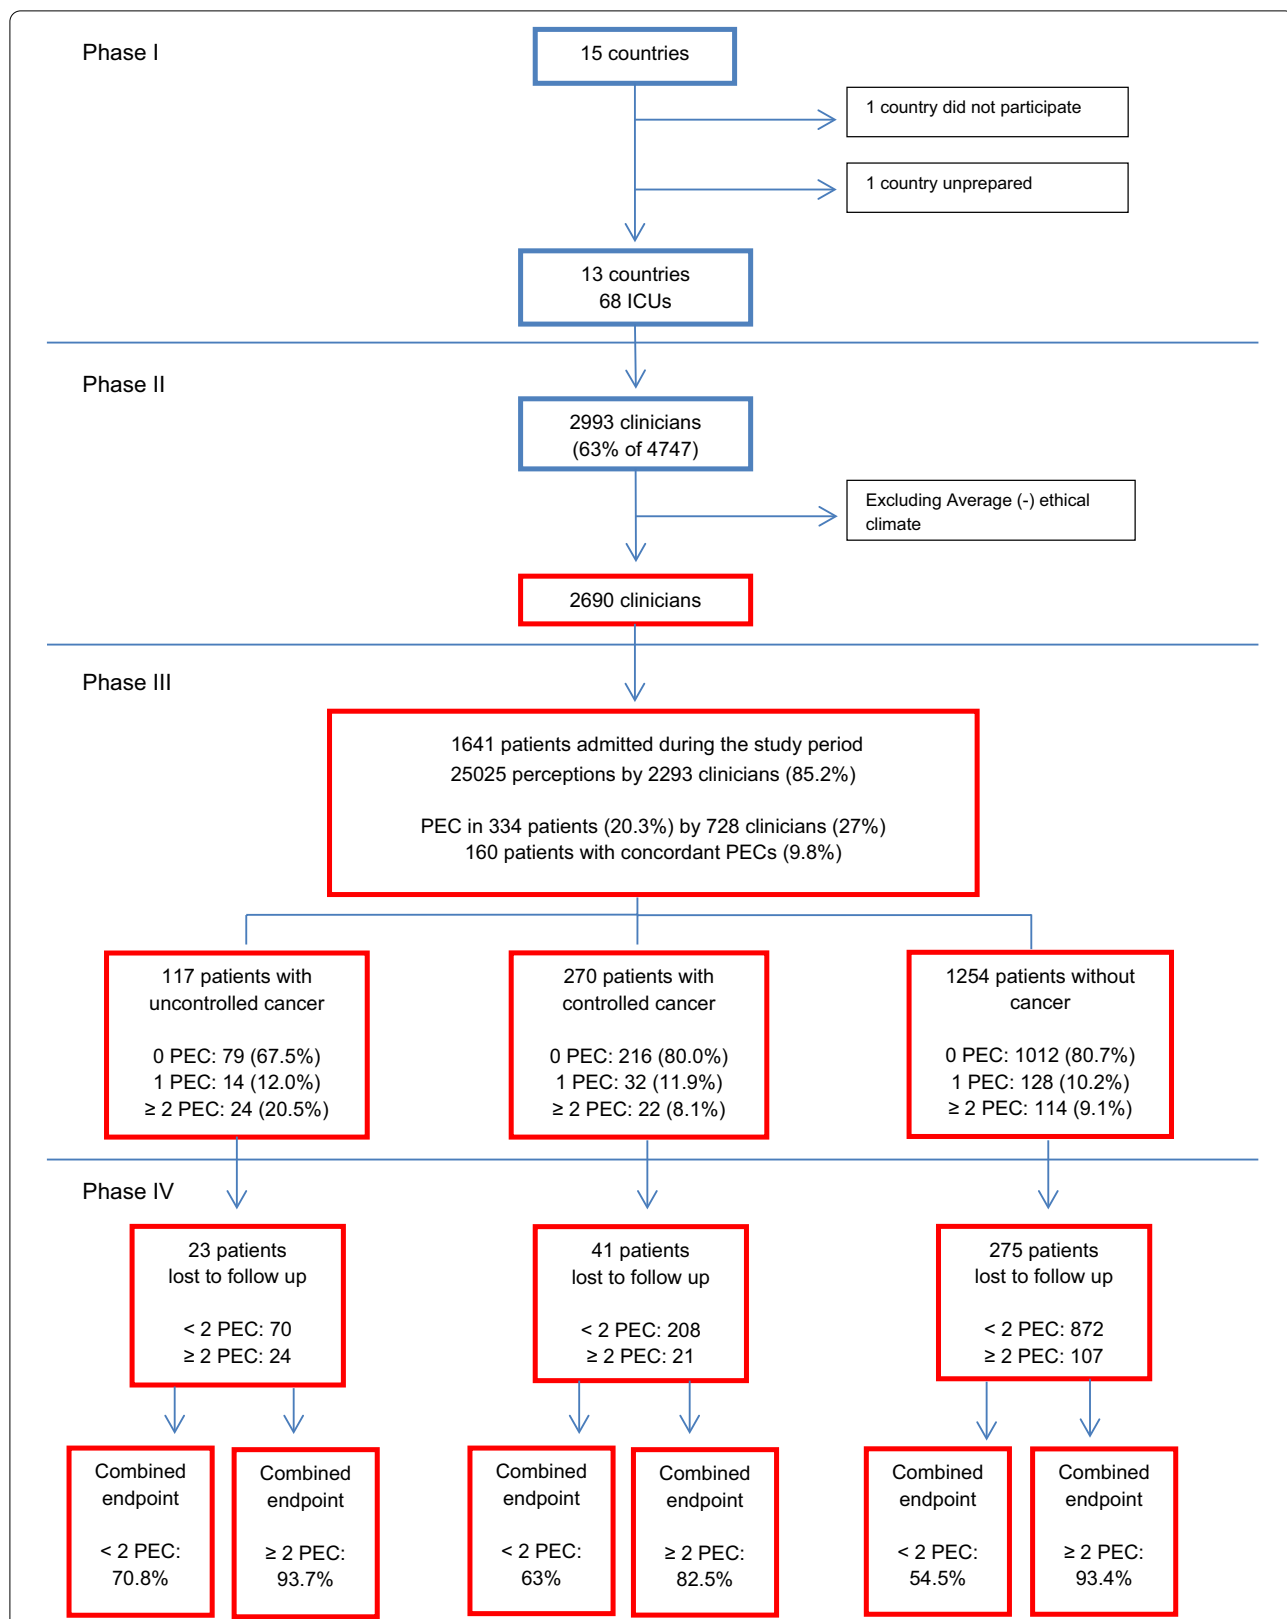 Phase I
15 countries
1 country did not participate
1 country unprepared
13 countries
68 ICUs
Phase II
2993 clinicians
(63% of 4747)
Excluding Average (-) ethical
climate
2690 clinicians
Phase III
1641 patients admitted during the study period
25025 perceptions by 2293 clinicians (85.2%)
PEC in 334 patients (20.3%) by 728 clinicians (27%)
160 patients with concordant PECs (9.8%)
117 patients with
uncontrolled cancer
0 PEC: 79 (67.5%)
1 PEC: 14 (12.0%)
≥ 2 PEC: 24 (20.5%)
270 patients with
controlled cancer
0 PEC: 216 (80.0%)
1 PEC: 32 (11.9%)
≥ 2 PEC: 22 (8.1%)
1254 patients without
cancer
0 PEC: 1012 (80.7%)
1 PEC: 128 (10.2%)
≥ 2 PEC: 114 (9.1%)
Phase IV
23 patients
lost to follow up
< 2 PEC: 70
≥ 2 PEC: 24
41 patients
lost to follow up
< 2 PEC: 208
≥ 2 PEC: 21
275 patients
lost to follow up
< 2 PEC: 872
≥ 2 PEC: 107
Combined
endpoint
< 2 PEC:
70.8%
Combined
endpoint
≥ 2 PEC:
93.7%
Combined
endpoint
< 2 PEC:
63%
Combined
endpoint
≥ 2 PEC:
82.5%
Combined
endpoint
< 2 PEC:
54.5%
Combined
endpoint
≥ 2 PEC:
93.4%